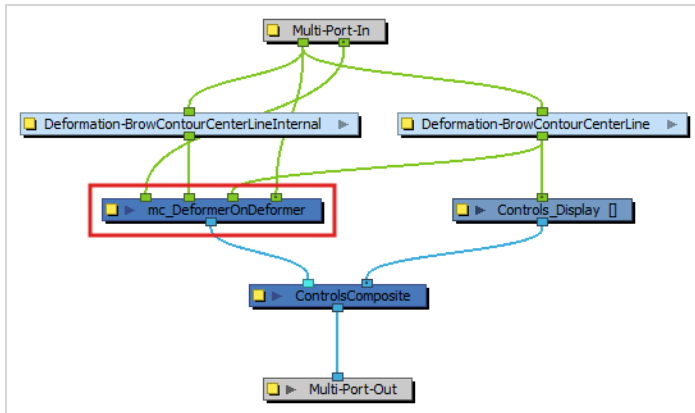 Multi-Port-In
Deformation-BrowContourCenterLineInternal
Deformation-BrowContourCenterLine
mc_DeformerOnDeformer
Controls_Display []
ControlsComposite
Multi-Port-Out